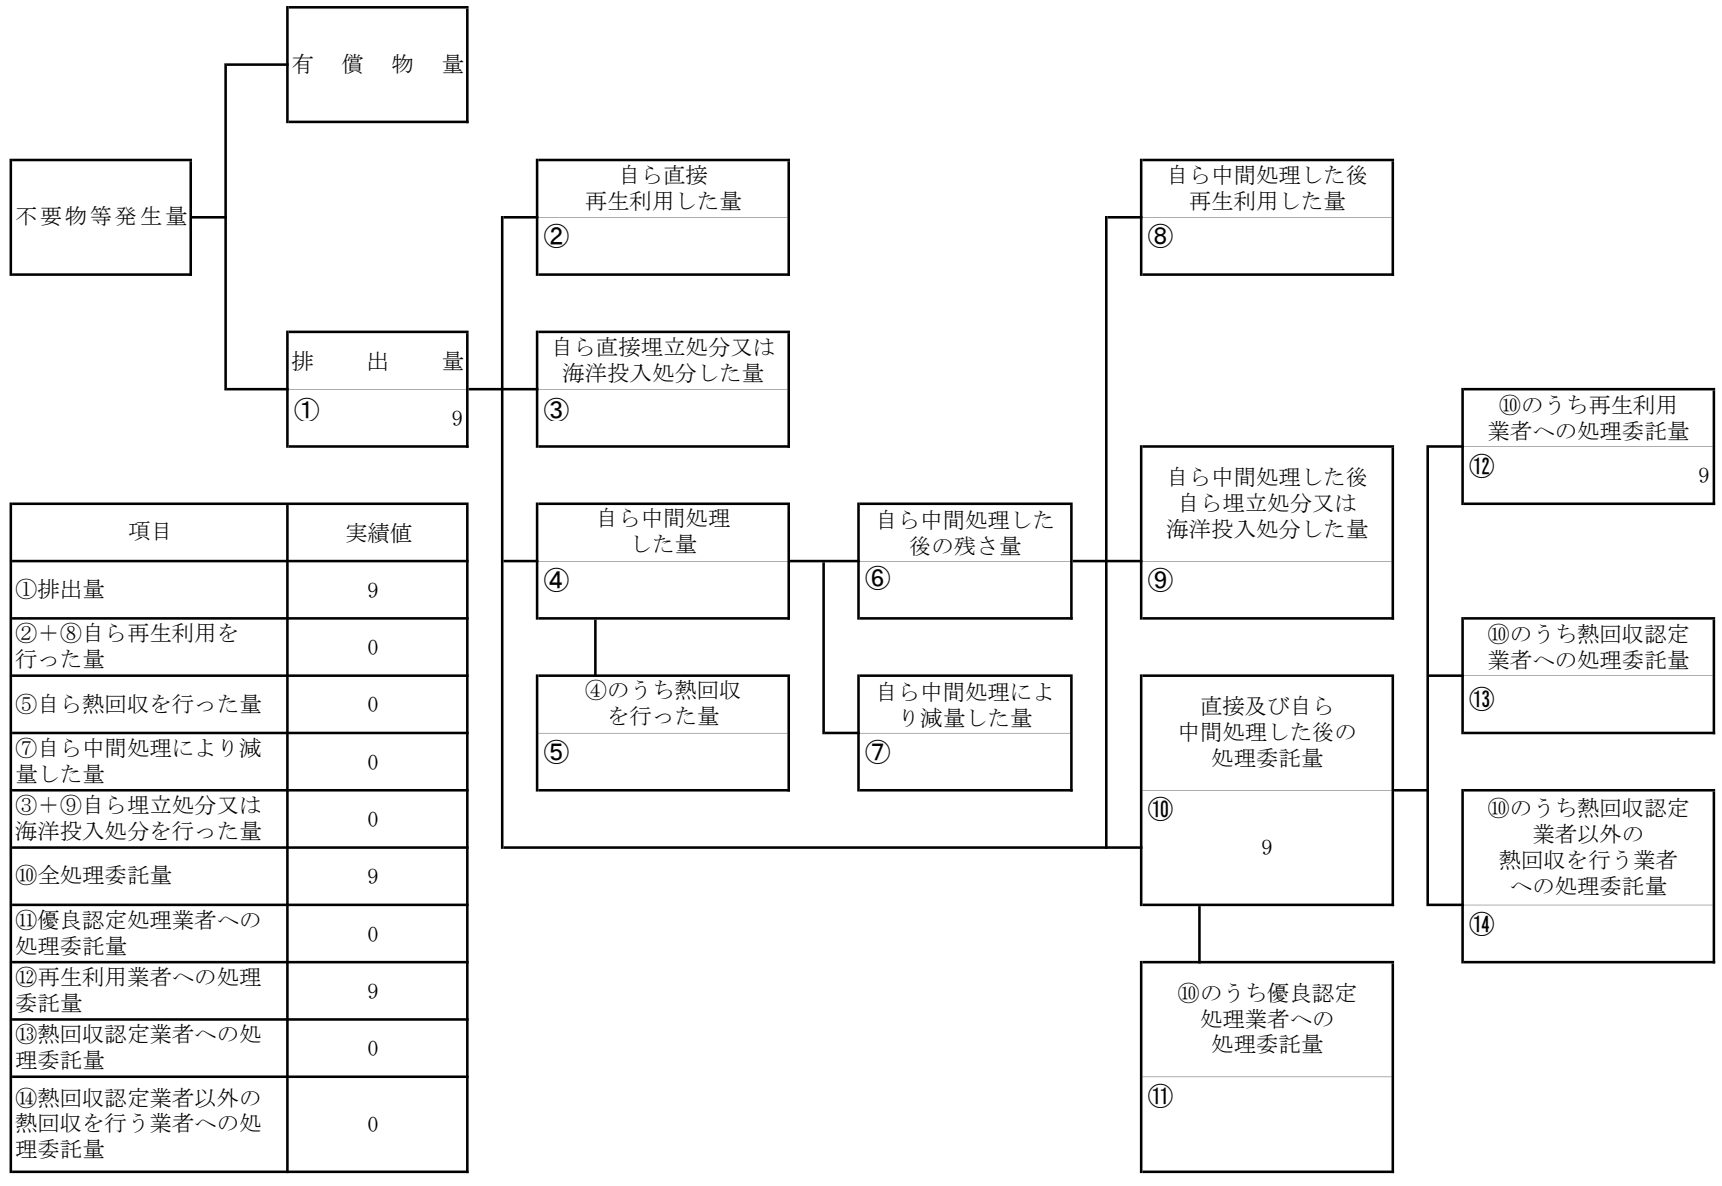 有償物量
不要物等発生量
排出量
①
9
自ら直接
再生利用した量
②
自ら直接埋立処分又は
海洋投入処分した量
③
自ら中間処理
した量
④
④のうち熱回収
を行った量
⑤
自ら中間処理した
後の残さ量
⑥
自ら中間処理によ
り減量した量
⑦
自ら中間処理した後
再生利用した量
⑧
自ら中間処理した後
自ら埋立処分又は
海洋投入処分した量
⑨
直接及び自ら
中間処理した後の
処理委託量
⑩
9
⑩のうち優良認定
処理業者への
処理委託量
⑪
⑩のうち再生利用
業者への処理委託量
⑫
9
⑩のうち熱回収認定
業者への処理委託量
⑬
⑩のうち熱回収認定
業者以外の
熱回収を行う業者
への処理委託量
⑭
項目 実績値
①排出量 9
②+⑧自ら再生利用を
行った量 0
⑤自ら熱回収を行った量 0
⑦自ら中間処理により減
量した量 0
③+⑨自ら埋立処分又は
海洋投入処分を行った量 0
⑩全処理委託量 9
⑪優良認定処理業者への
処理委託量 0
⑫再生利用業者への処理
委託量 9
⑬熱回収認定業者への処
理委託量 0
⑭熱回収認定業者以外の
熱回収を行う業者への処
理委託量 0